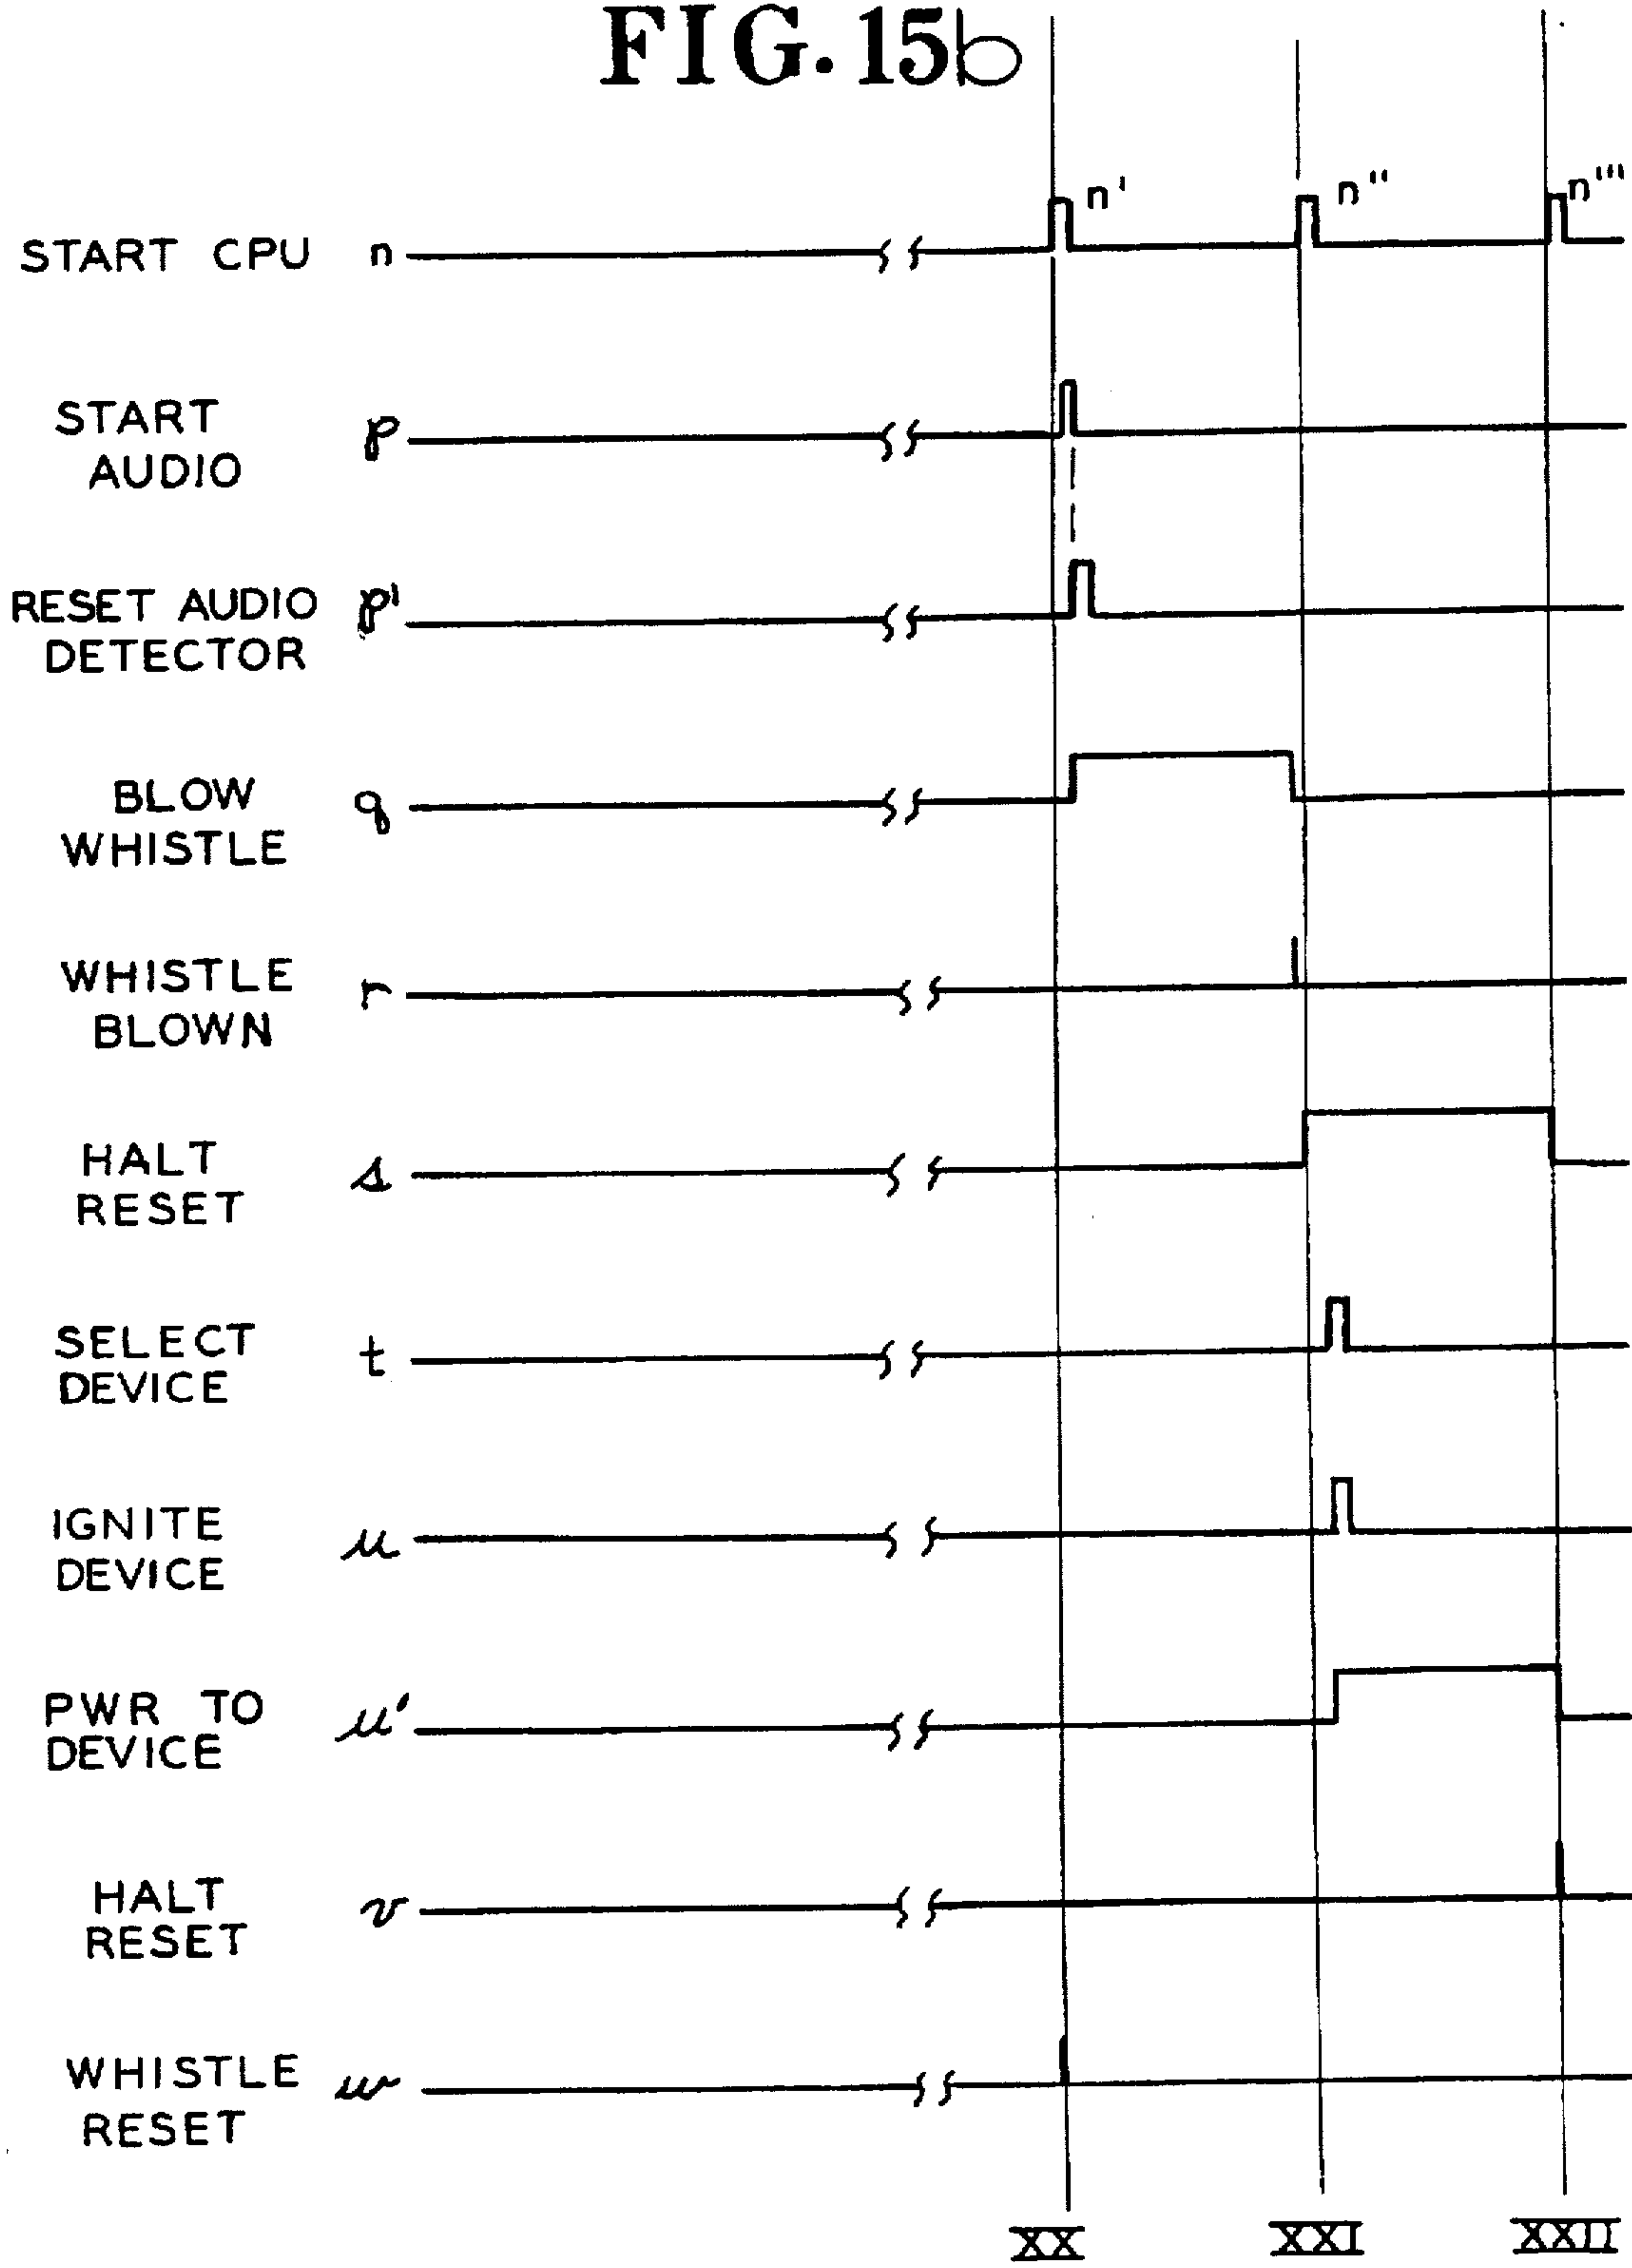 FIG. 15b
n' n'' n'''
START CPU n
START
AUDIO p
RESET AUDIO
DETECTOR p'
BLOW
WHISTLE q
WHISTLE
BLOWN r
HALT
RESET s
SELECT
DEVICE t
IGNITE
DEVICE u
PWR TO
DEVICE u'
HALT
RESET v
WHISTLE
RESET w
XX XXI XXII